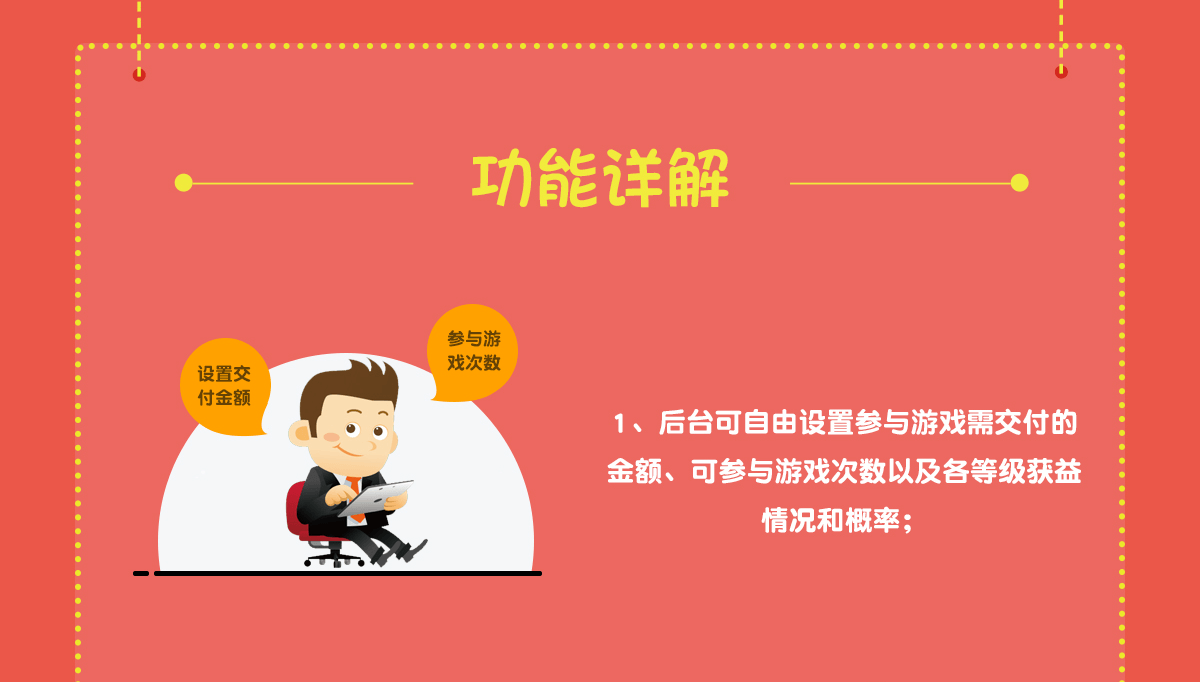 功能详解
设置交
付金额
参与游
戏次数
1、后台可自由设置参与游戏需交付的
金额、可参与游戏次数以及各等级获益
情况和概率；